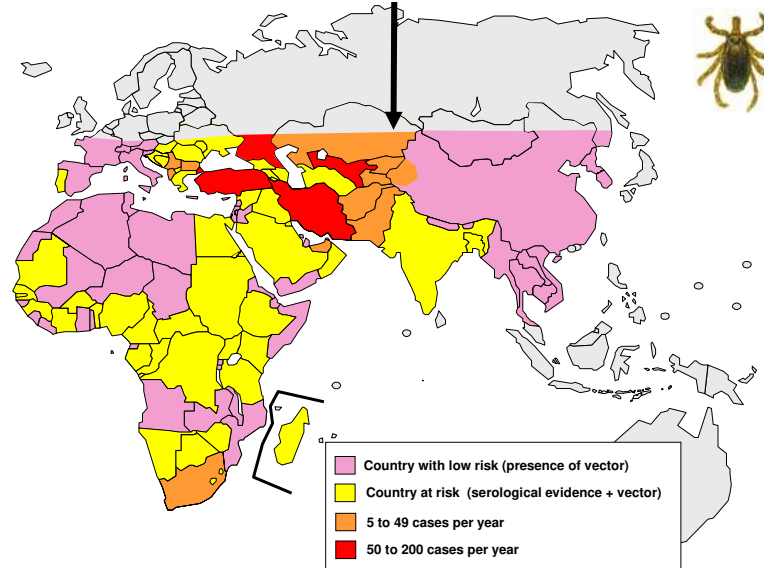 Country with low risk (presence of vector)
Country at risk (serological evidence + vector)
5 to 49 cases per year
50 to 200 cases per year